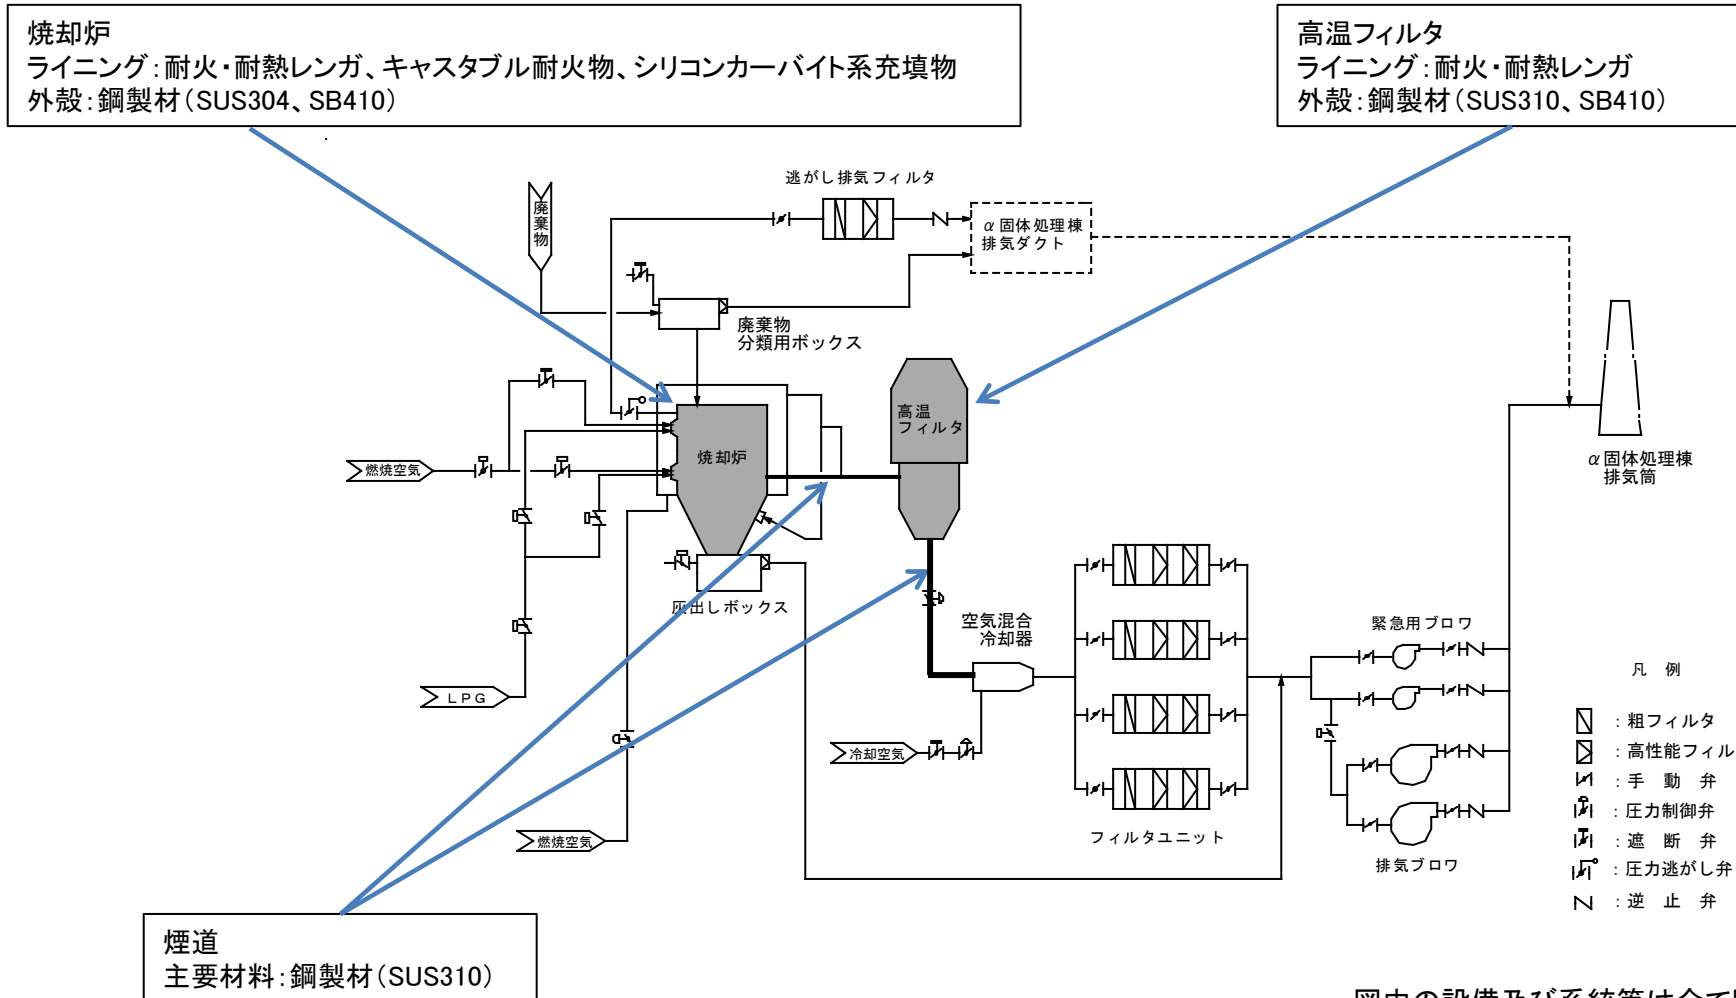 焼却炉
ライニング：耐火・耐熱レンガ、キャスタブル耐火物、シリコンカーバイト系充填物
外殻：鋼製材（SUS304、SB410）
高温フィルタ
ライニング：耐火・耐熱レンガ
外殻：鋼製材（SUS310、SB410）
逃がし排気フィルタ
廃棄物
α固体処理棟
排気ダクト
廃棄物
分類用ボックス
高温
フィルタ
焼却炉
燃焼空気
α固体処理棟
排気筒
灰出しボックス
空気混合
冷却器
緊急用ブロワ
LPG
冷却空気
燃焼空気
フィルタユニット
排気ブロワ
凡 例
：粗フィルタ
：高性能フィル
：手 動 弁
：圧力制御弁
：遮 断 弁
：圧力逃がし弁
：逆 止 弁
煙道
主要材料：鋼製材（SUS310）